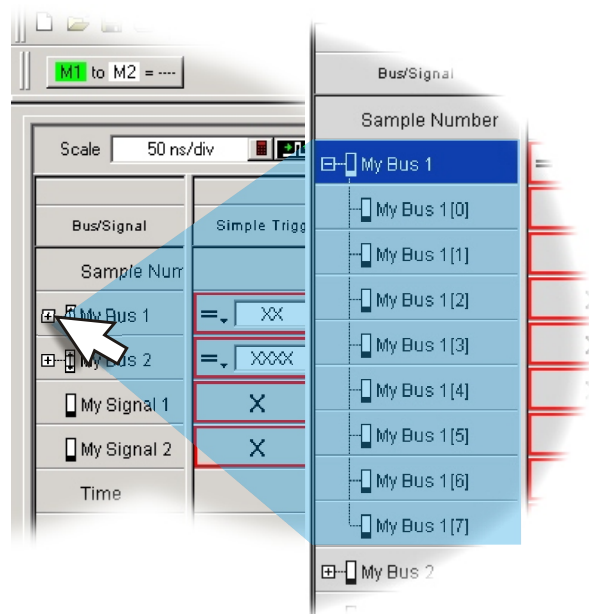 M1 to M2 = ----
Scale 50 ns/div
Bus/Signal Simple Trigg
Sample Num
My Bus 1 =, XX
My Bus 2 =, XXXX
My Signal 1 X
My Signal 2 X
Time
Bus/Signal
Sample Number
My Bus 1 =
My Bus 1[0]
My Bus 1[1]
My Bus 1[2]
My Bus 1[3]
My Bus 1[4]
My Bus 1[5]
My Bus 1[6]
My Bus 1[7]
My Bus 2